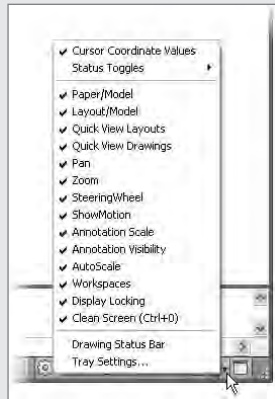 Cursor Coordinate Values
Status Toggles
Paper/Model
Layout/Model
Quick View Layouts
Quick View Drawings
Pan
Zoom
SteeringWheel
ShowMotion
Annotation Scale
Annotation Visibility
AutoScale
Workspaces
Display Locking
Clean Screen (Ctrl+0)
Drawing Status Bar
Tray Settings...